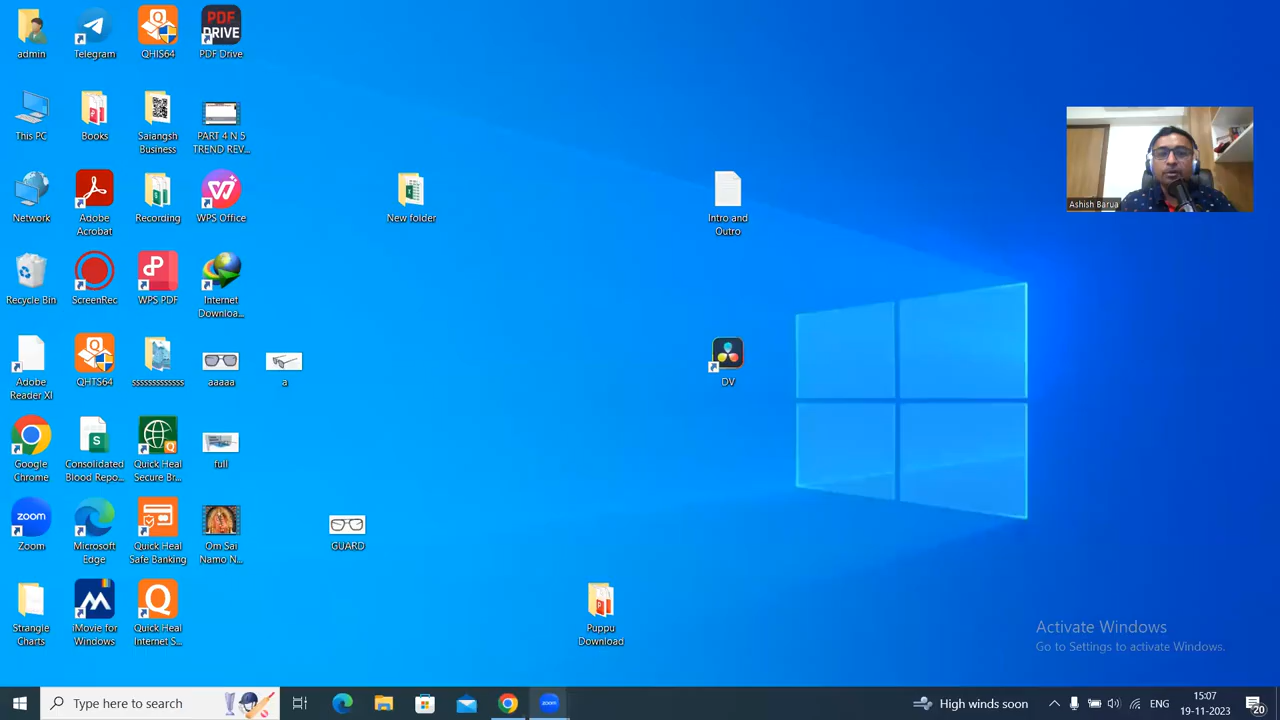 admin
Telegram
QHIS64
PDF
DRIVE
PDF Drive
This PC
Books
Saiangsh
Business
PART 4 N 5
TREND REV...
Network
Adobe
Acrobat
Recording
WPS Office
New folder
Intro and
Outro
Ashish Barua
Recycle Bin
ScreenRec
WPS PDF
Internet
Downloa...
Adobe
Reader XI
QHTS64
sssssssssssss
aaaaa
a
DV
Google
Chrome
S
Consolidated
Blood Repo...
Quick Heal
Secure Br...
full
zoom
Zoom
Microsoft
Edge
Quick Heal
Safe Banking
Om Sai
Namo N...
GUARD
Strangle
Charts
iMovie for
Windows
Quick Heal
Internet S...
Puppu
Download
Activate Windows
Go to Settings to activate Windows.
Type here to search
zoom
High winds soon
ENG
15:07
19-11-2023
20